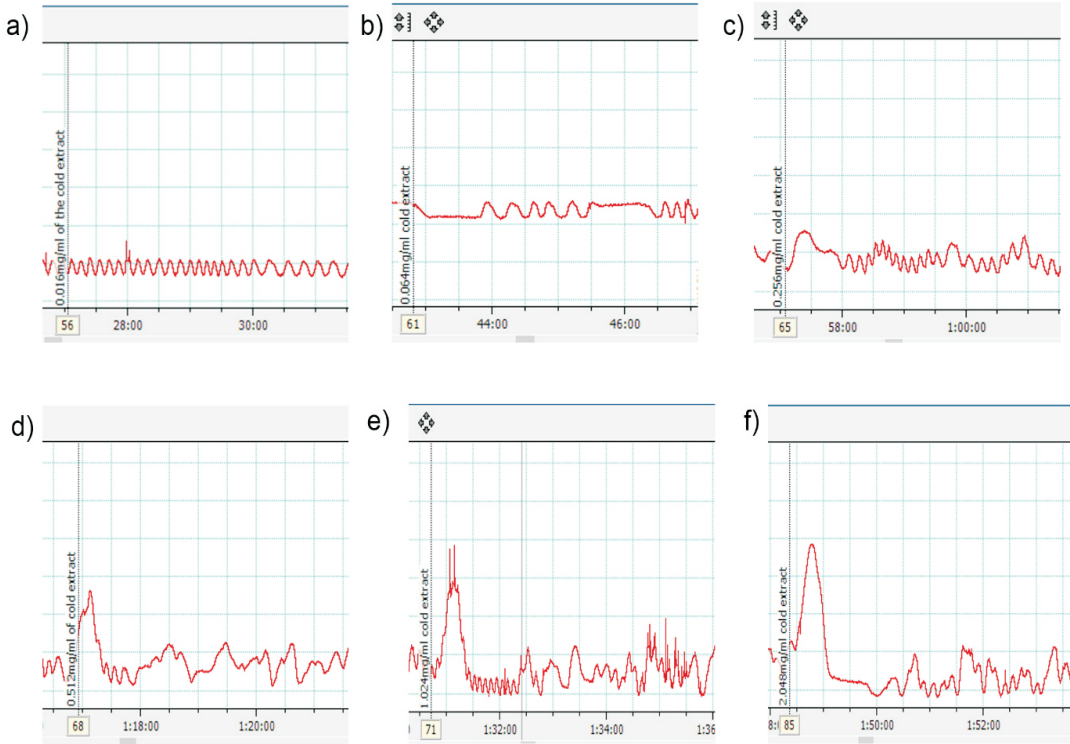 a)
0.016mg/ml of the cold extract
56
28:00
30:00
b)
0.064mg/ml cold extract
61
44:00
46:00
c)
0.256mg/ml cold extract
65
58:00
1:00:00
d)
0.512mg/ml of cold extract
68
1:18:00
1:20:00
e)
1.024mg/ml cold extract
71
1:32:00
1:34:00
1:36
f)
2.048mg/ml cold extract
85
1:50:00
1:52:00